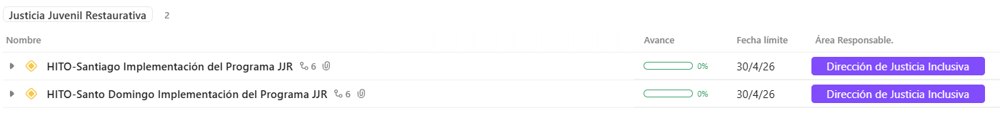 Justicia Juvenil Restaurativa 2
Nombre Avance Fecha límite Área Responsable.
HITO-Santiago Implementación del Programa JJR 6 0% 30/4/26 Dirección de Justicia Inclusiva
HITO-Santo Domingo Implementación del Programa JJR 6 0% 30/4/26 Dirección de Justicia Inclusiva